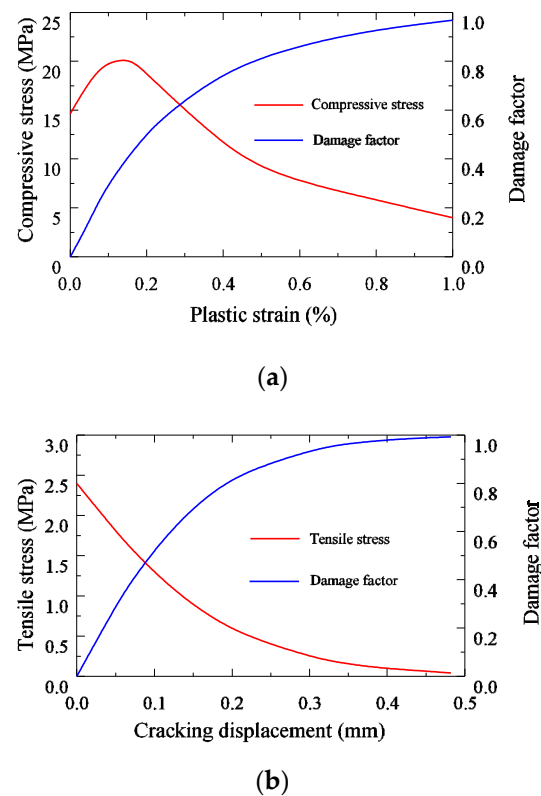 25
20
15
10
5
0
Compressive stress (MPa)
1.0
0.8
0.6
0.4
0.2
0.0
Damage factor
Compressive stress
Damage factor
0.0 0.2 0.4 0.6 0.8 1.0
Plastic strain (%)
(a)
3.0
2.5
2.0
1.5
1.0
0.5
0.0
Tensile stress (MPa)
1.0
0.8
0.6
0.4
0.2
0.0
Damage factor
Tensile stress
Damage factor
0.0 0.1 0.2 0.3 0.4 0.5
Cracking displacement (mm)
(b)